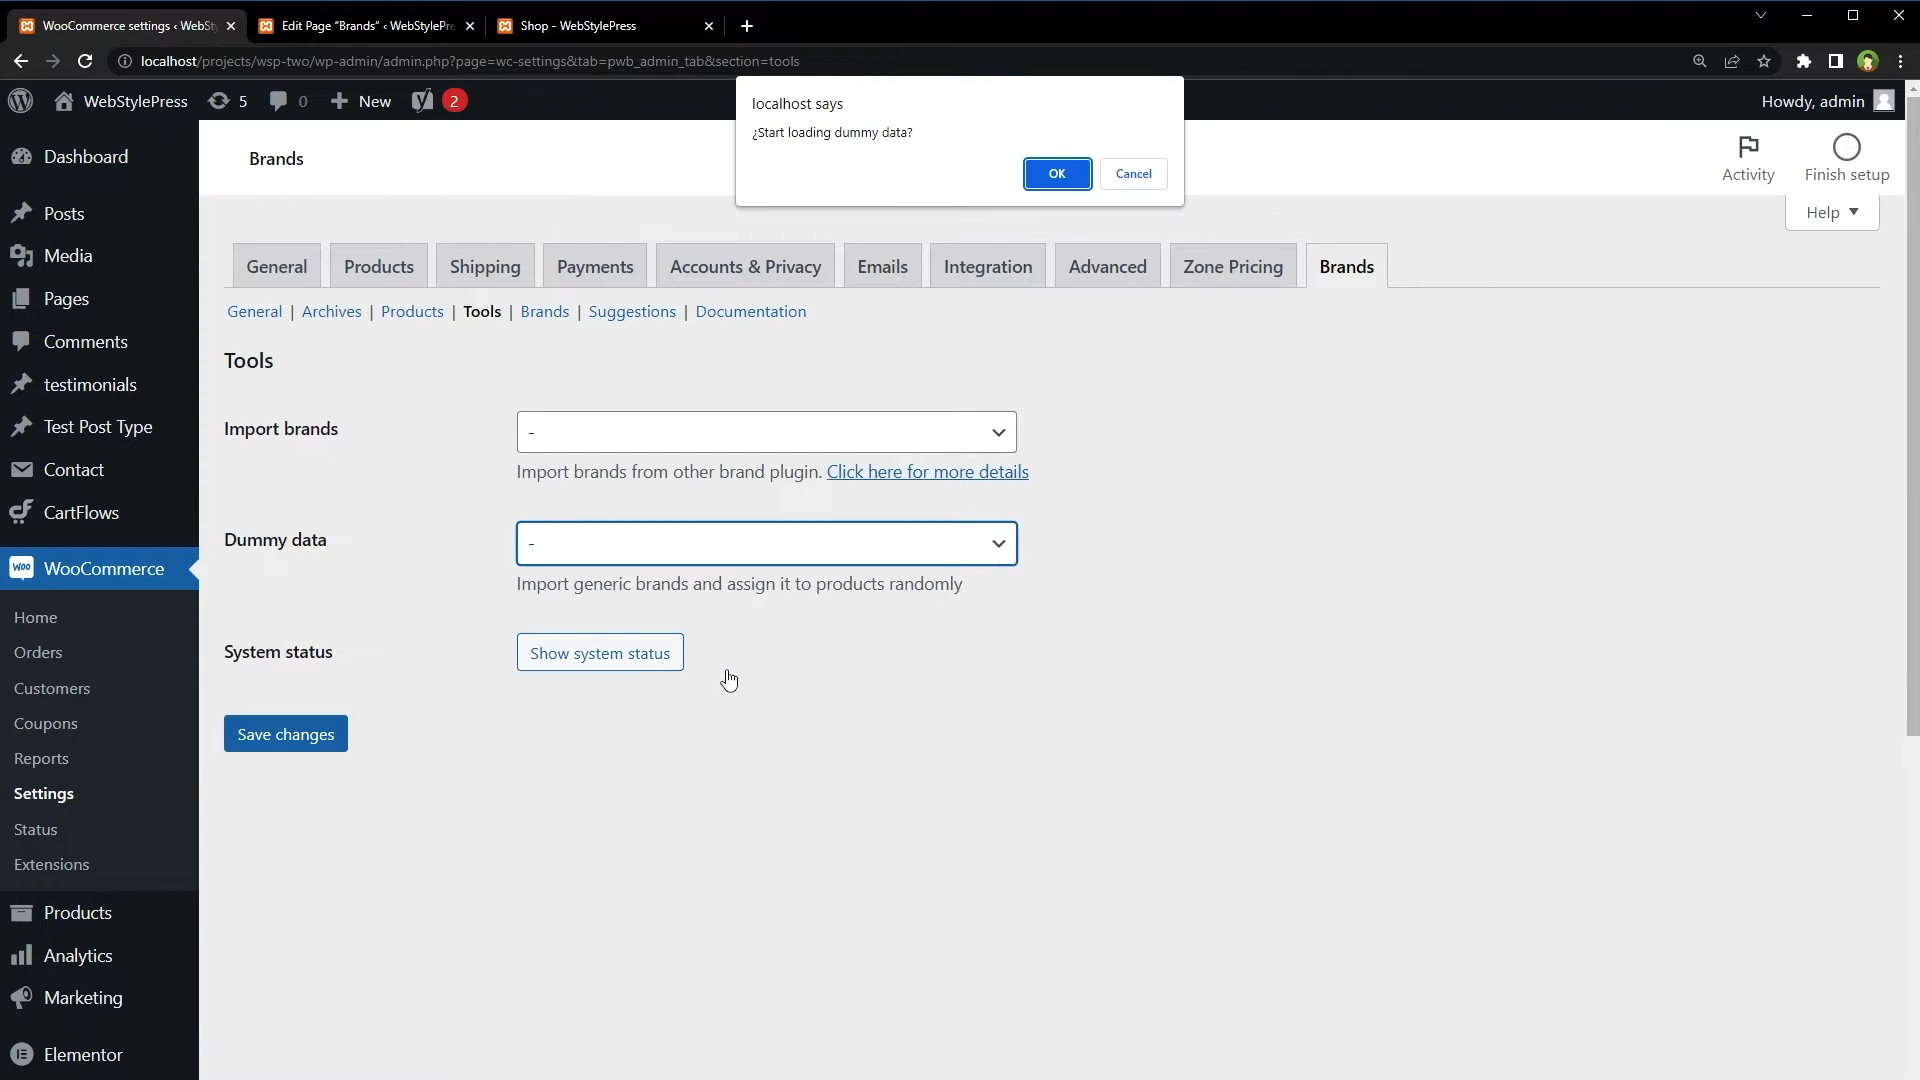 WooCommerce settings ‹ WebSt
Edit Page "Brands" ‹ WebStylePre
Shop - WebStylePress
localhost/projects/wsp-two/wp-admin/admin.php?page=wc-settings&tab=pwb_admin_tab&section=tools
WebStylePress
5
0
New
2
Howdy, admin
localhost says
¿Start loading dummy data?
OK
Cancel
Brands
Activity
Finish setup
Help
Dashboard
Posts
Media
Pages
Comments
testimonials
Test Post Type
Contact
CartFlows
Woo
WooCommerce
Home
Orders
Customers
Coupons
Reports
Settings
Status
Extensions
Products
Analytics
Marketing
Elementor
General
Products
Shipping
Payments
Accounts & Privacy
Emails
Integration
Advanced
Zone Pricing
Brands
General | Archives | Products | Tools | Brands | Suggestions | Documentation
Tools
Import brands
-
Import brands from other brand plugin. Click here for more details
Dummy data
-
Import generic brands and assign it to products randomly
System status
Show system status
Save changes